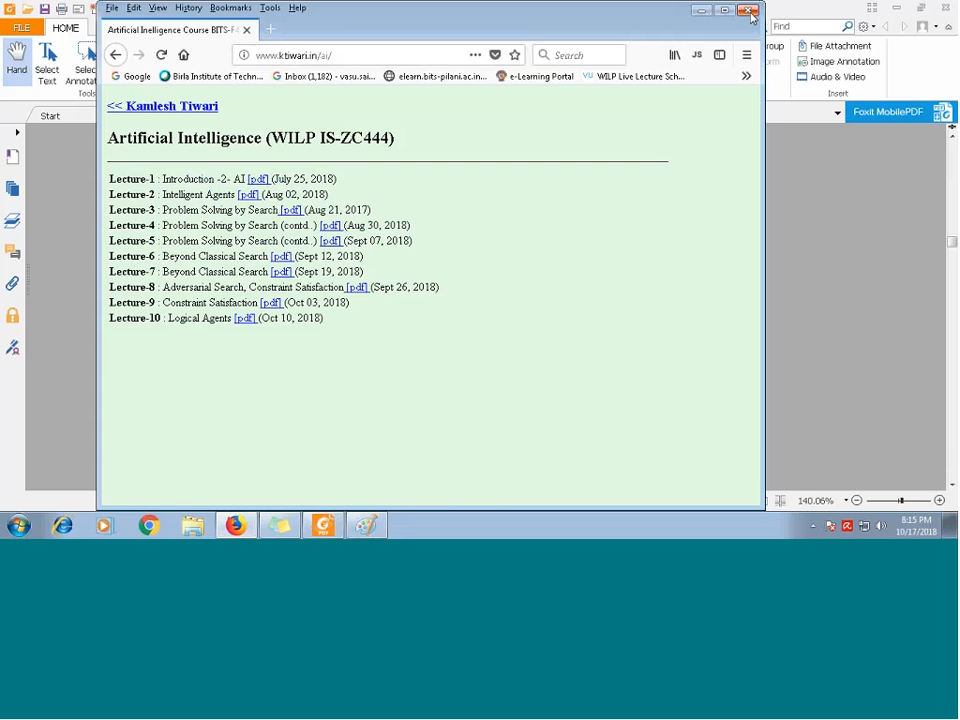 File Edit View History Bookmarks Tools Help
FILE HOME
Artificial Inelligence Course BITS-F
Find
Hand
Select Text
Select Annotat
Tools
www.ktiwari.in/ai/
Search
File Attachment
Image Annotation
Audio & Video
Insert
Google Birla Institute of Techn... Inbox (1,182) - vasu.sai... elearn.bits-pilani.ac.in... e-Learning Portal WILP Live Lecture Sch...
Start
Foxit MobilePDF
<< Kamlesh Tiwari
Artificial Intelligence (WILP IS-ZC444)
Lecture-1 : Introduction -2- AI [pdf] (July 25, 2018)
Lecture-2 : Intelligent Agents [pdf] (Aug 02, 2018)
Lecture-3 : Problem Solving by Search [pdf] (Aug 21, 2017)
Lecture-4 : Problem Solving by Search (contd..) [pdf] (Aug 30, 2018)
Lecture-5 : Problem Solving by Search (contd..) [pdf] (Sept 07, 2018)
Lecture-6 : Beyond Classical Search [pdf] (Sept 12, 2018)
Lecture-7 : Beyond Classical Search [pdf] (Sept 19, 2018)
Lecture-8 : Adversarial Search, Constraint Satisfaction [pdf] (Sept 26, 2018)
Lecture-9 : Constraint Satisfaction [pdf] (Oct 03, 2018)
Lecture-10 : Logical Agents [pdf] (Oct 10, 2018)
140.06%
8:15 PM
10/17/2018